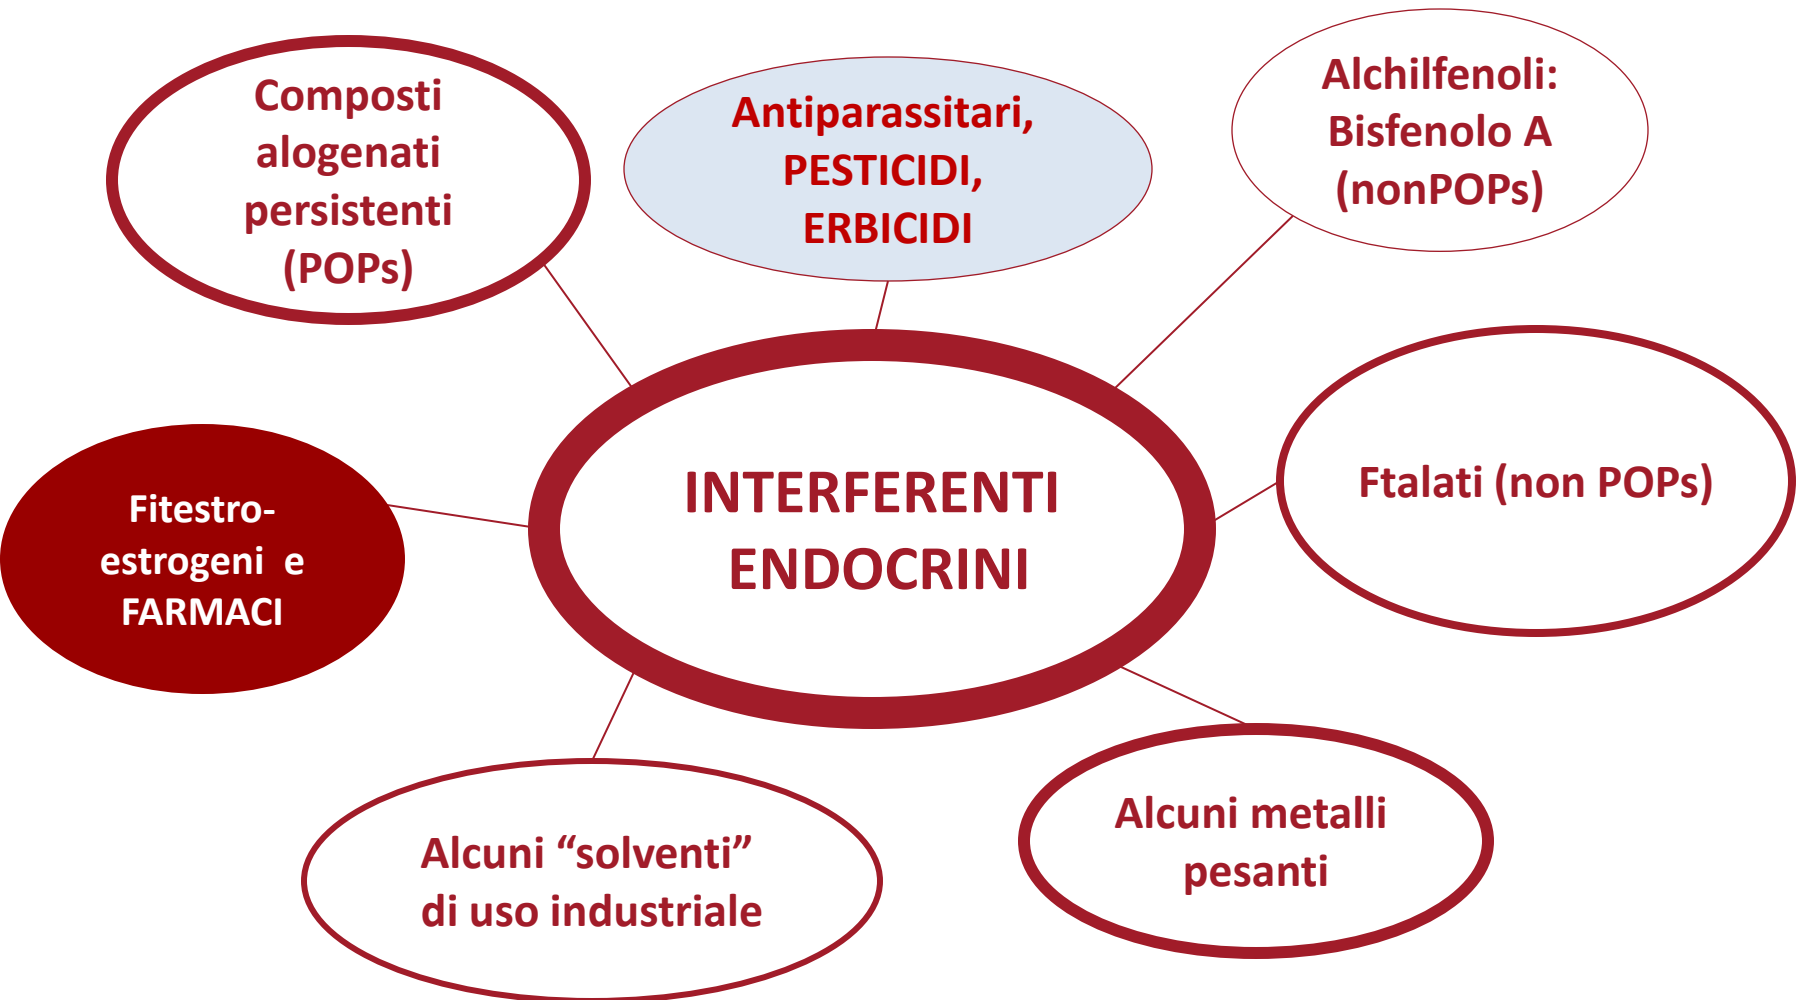 Composti
alogenati
persistenti
(POPs)
Antiparassitari,
PESTICIDI,
ERBICIDI
Alchilfenoli:
Bisfenolo A
(nonPOPs)
INTERFERENTI
ENDOCRINI
Ftalati (non POPs)
Fitestro-
estrogeni e
FARMACI
Alcuni “solventi”
di uso industriale
Alcuni metalli
pesanti